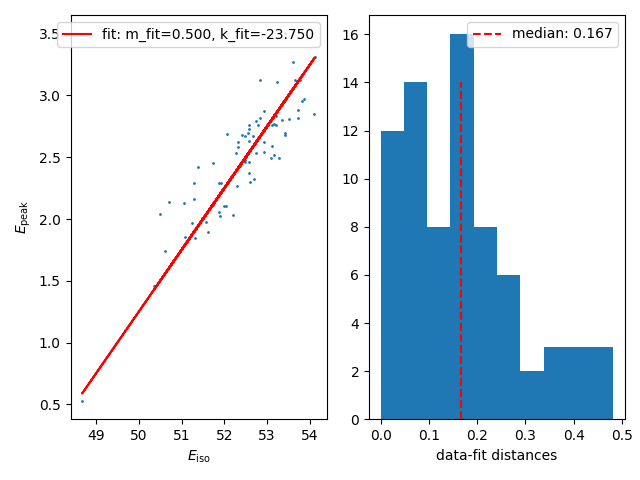 fit: m_fit=0.500, k_fit=-23.750
3.5
3.0
2.5
2.0
1.5
1.0
0.5
E_peak
49 50 51 52 53 54
E_iso
median: 0.167
16
14
12
10
8
6
4
2
0
0.0 0.1 0.2 0.3 0.4 0.5
data-fit distances